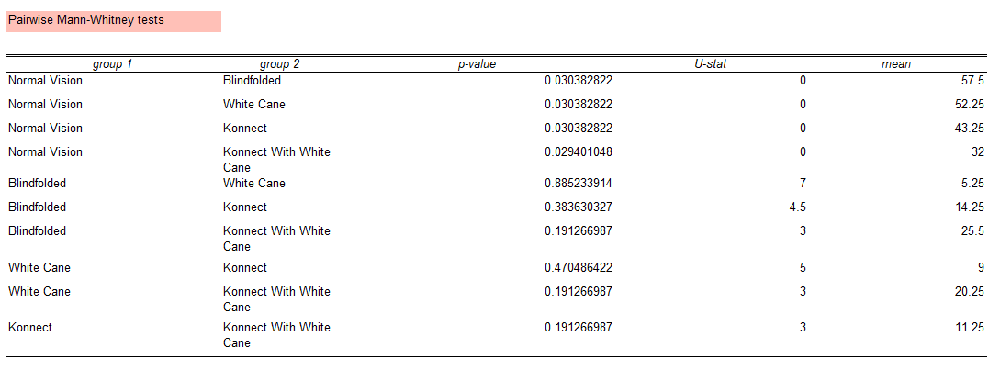 Pairwise Mann-Whitney tests
group 1 group 2 p-value U-stat mean
Normal Vision Blindfolded 0.030382822 0 57.5
Normal Vision White Cane 0.030382822 0 52.25
Normal Vision Konnect 0.030382822 0 43.25
Normal Vision Konnect With White 0.029401048 0 32
Cane
Blindfolded White Cane 0.885233914 7 5.25
Blindfolded Konnect 0.383630327 4.5 14.25
Blindfolded Konnect With White 0.191266987 3 25.5
Cane
White Cane Konnect 0.470486422 5 9
White Cane Konnect With White 0.191266987 3 20.25
Cane
Konnect Konnect With White 0.191266987 3 11.25
Cane